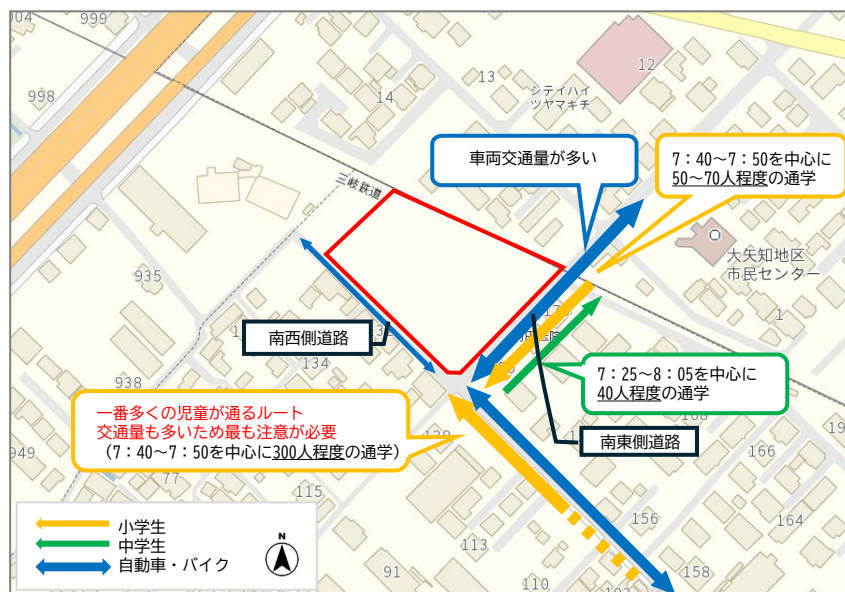 004
999
998
13
14
12
シティハイツヤマキチ
三岐鉄道
車両交通量が多い
7：40～7：50を中心に
50～70人程度の通学
大矢知地区
市民センター
935
1
南西側道路
134
938
7：25～8：05を中心に
40人程度の通学
南東側道路
一番多くの児童が通るルート
交通量も多いため最も注意が必要
（7：40～7：50を中心に300人程度の通学）
949
77
115
166
156
164
113
91
110
158
小学生
中学生
自動車・バイク
N